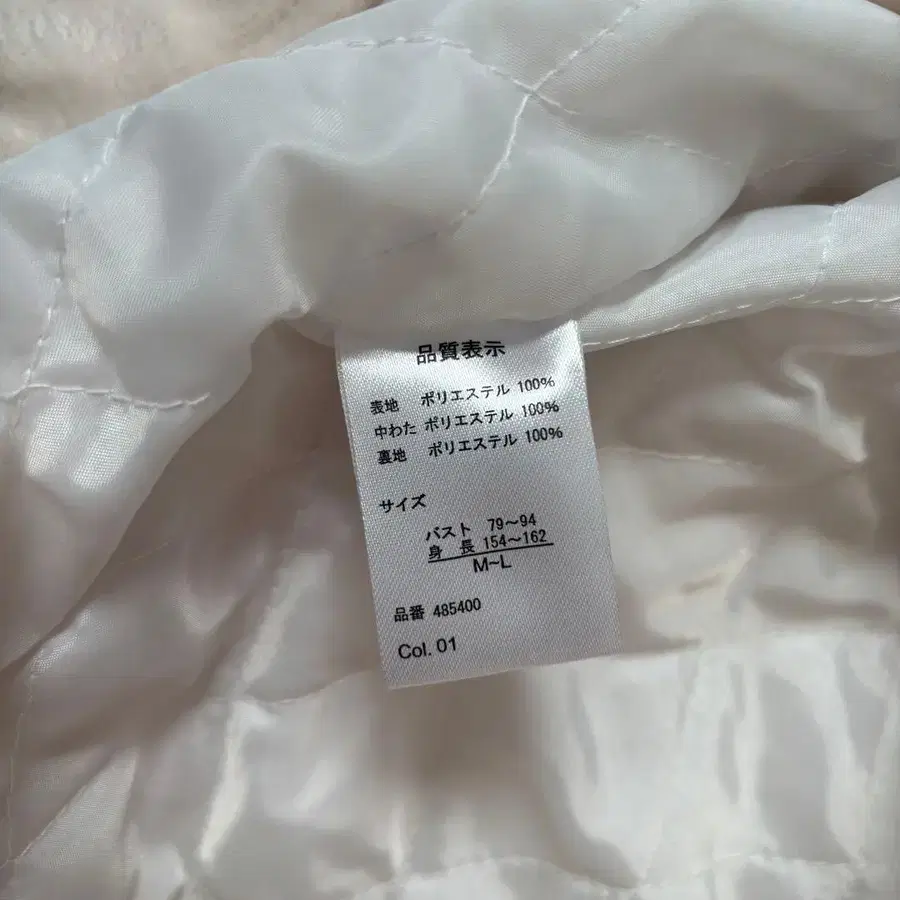 品質表示
表地 ポリエステル 100%
中わた ポリエステル 100%
裏地 ポリエステル 100%
サイズ
バスト 79～94
身 長 154～162
M~L
品番 485400
Col. 01